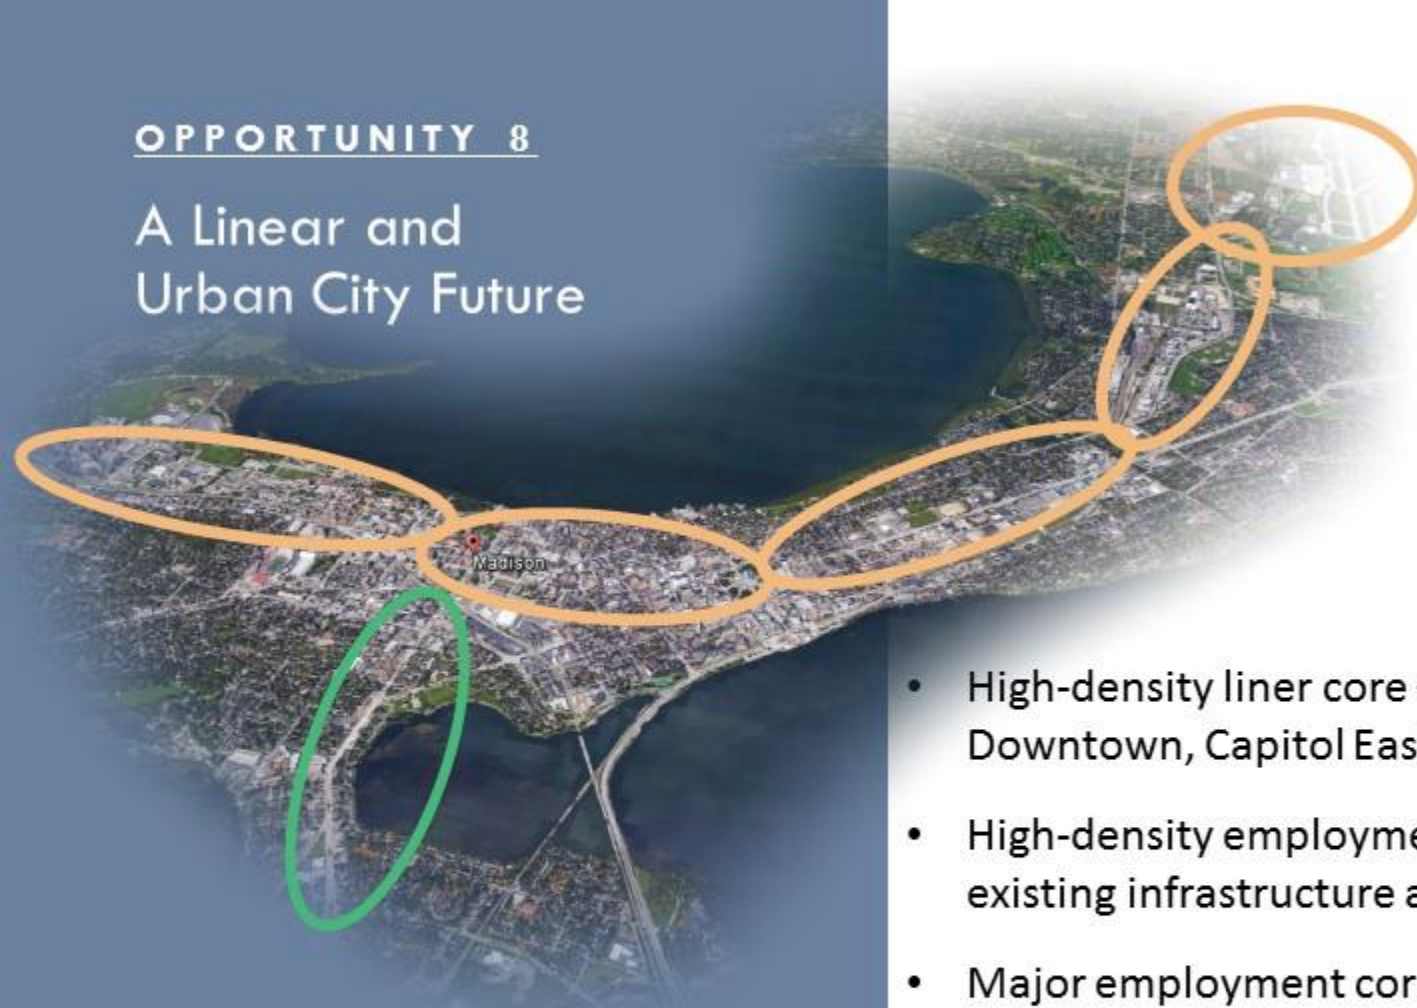 OPPORTUNITY 8
A Linear and
Urban City Future
Madison
• High-density liner core
Downtown, Capitol Eas
• High-density employme
existing infrastructure a
• Major employment cor